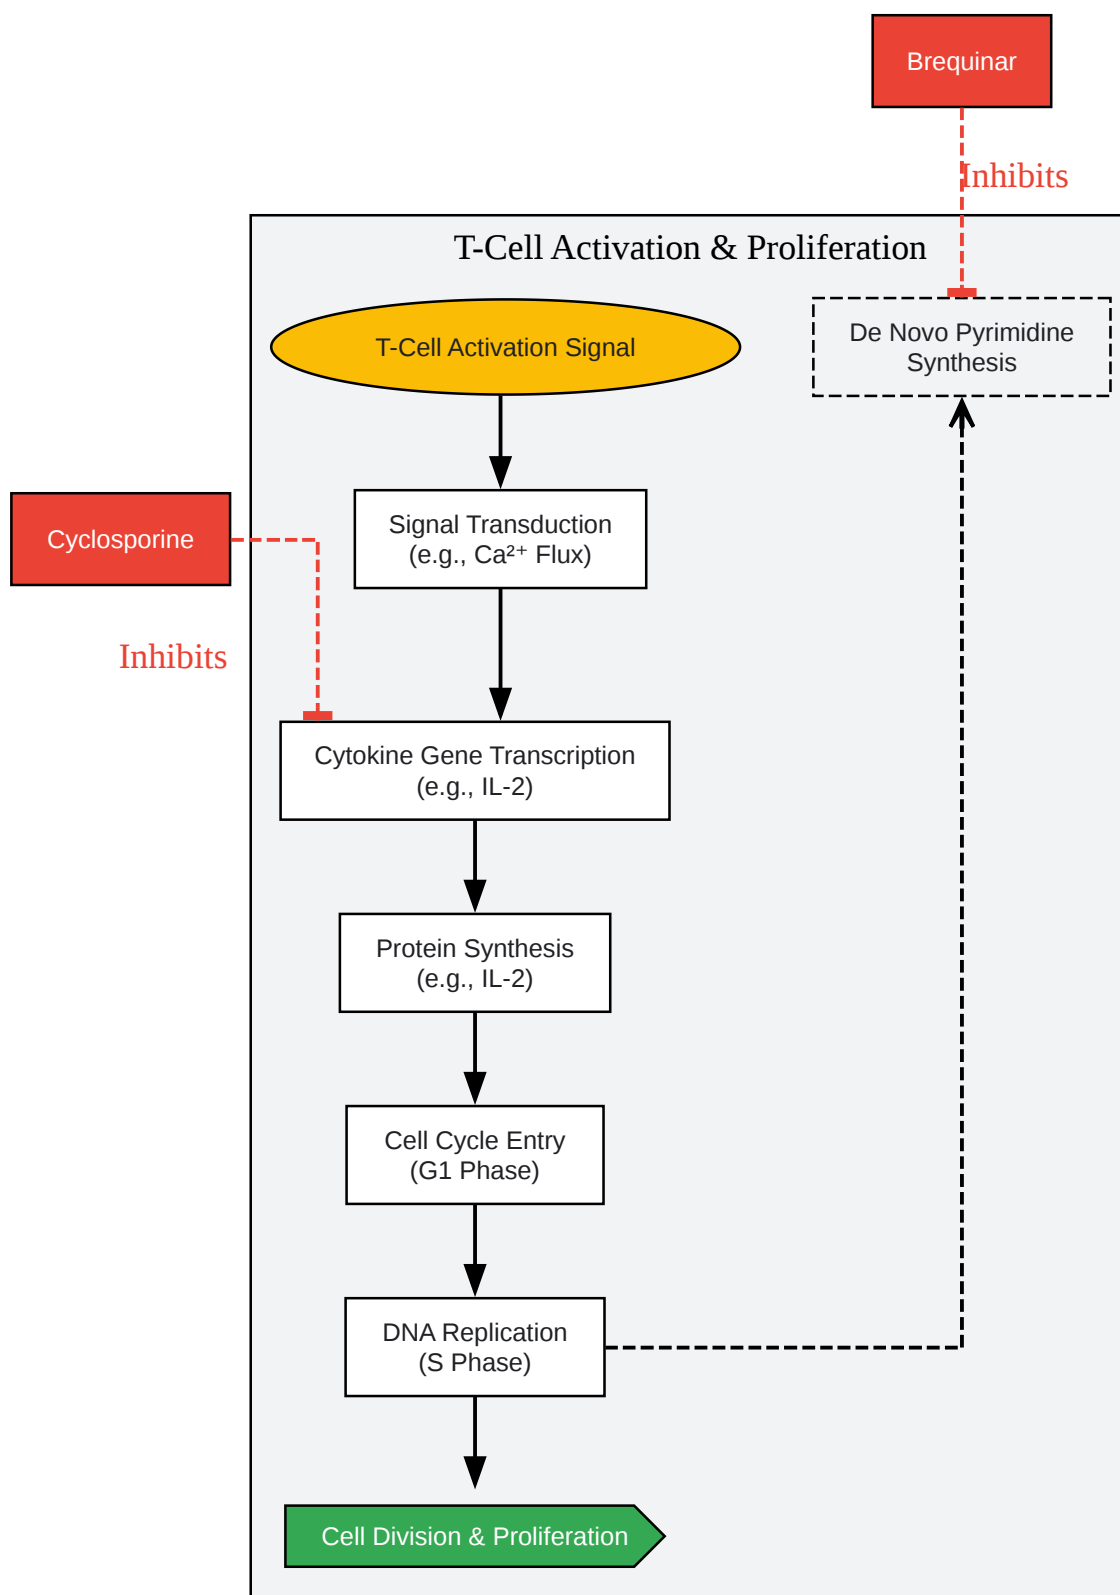 Brequinar
Inhibits
T-Cell Activation & Proliferation
T-Cell Activation Signal
De Novo Pyrimidine
Synthesis
Signal Transduction
(e.g., Ca²⁺ Flux)
Cyclosporine
Inhibits
Cytokine Gene Transcription
(e.g., IL-2)
Protein Synthesis
(e.g., IL-2)
Cell Cycle Entry
(G1 Phase)
DNA Replication
(S Phase)
Cell Division & Proliferation